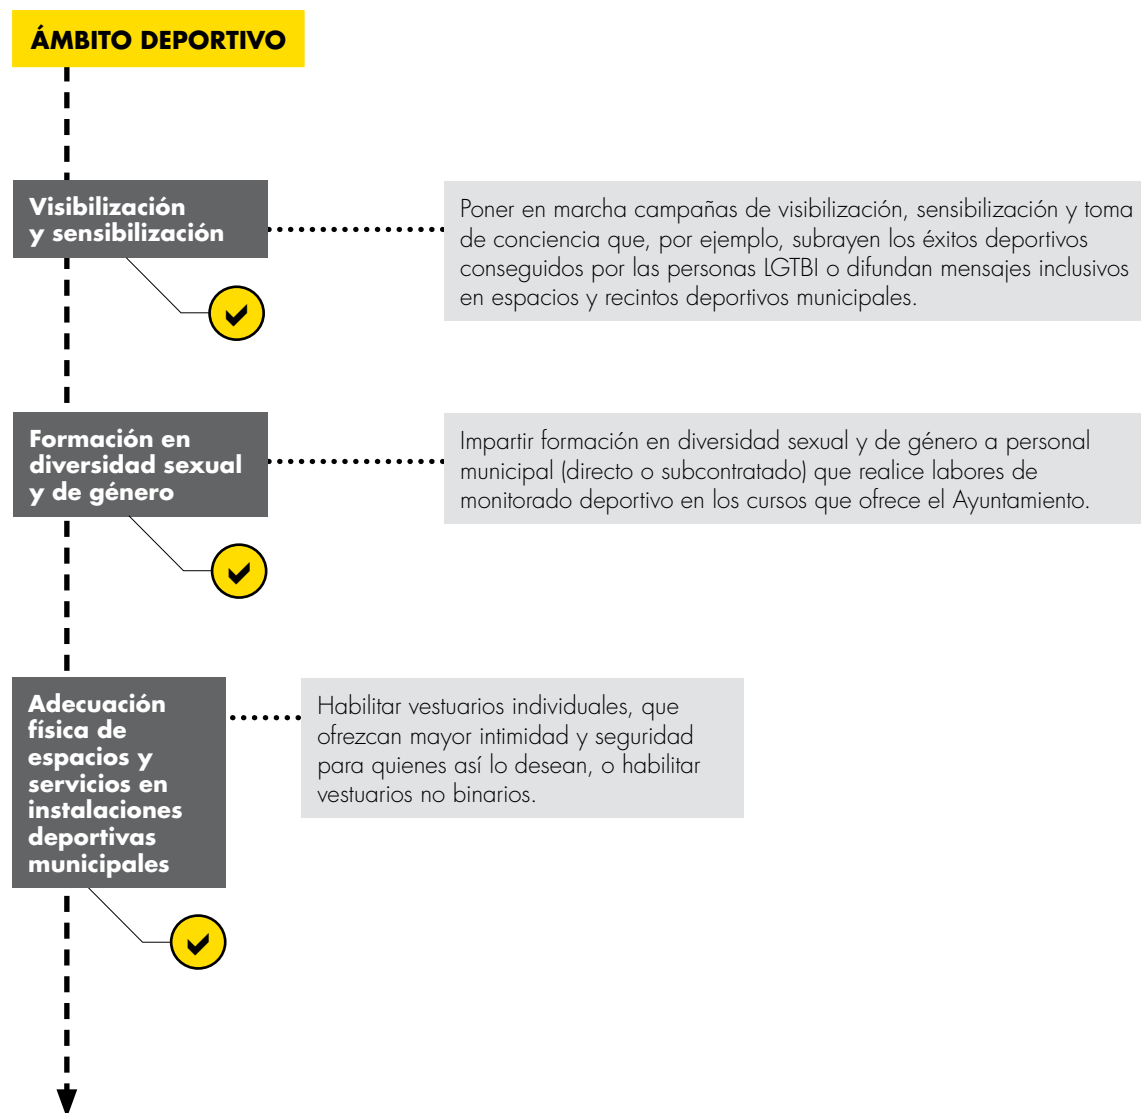 ÁMBITO DEPORTIVO
Visibilización
y sensibilización
Poner en marcha campañas de visibilización, sensibilización y toma
de conciencia que, por ejemplo, subrayen los éxitos deportivos
conseguidos por las personas LGTBI o difundan mensajes inclusivos
en espacios y recintos deportivos municipales.
Formación en
diversidad sexual
y de género
Impartir formación en diversidad sexual y de género a personal
municipal (directo o subcontratado) que realice labores de
monitorado deportivo en los cursos que ofrece el Ayuntamiento.
Adecuación
física de
espacios y
servicios en
instalaciones
deportivas
municipales
Habilitar vestuarios individuales, que
ofrezcan mayor intimidad y seguridad
para quienes así lo desean, o habilitar
vestuarios no binarios.